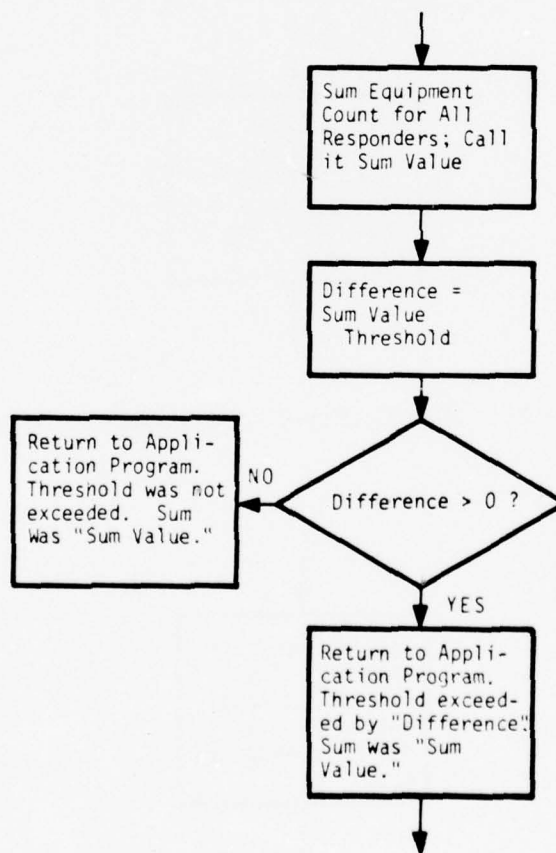 Sum Equipment
Count for All
Responders; Call
it Sum Value
Difference =
Sum Value
Threshold
Return to Appli-
cation Program.
Threshold was not
exceeded. Sum
Was "Sum Value."
NO
Difference > 0 ?
YES
Return to Appli-
cation Program.
Threshold exceed-
ed by "Difference".
Sum was "Sum
Value."